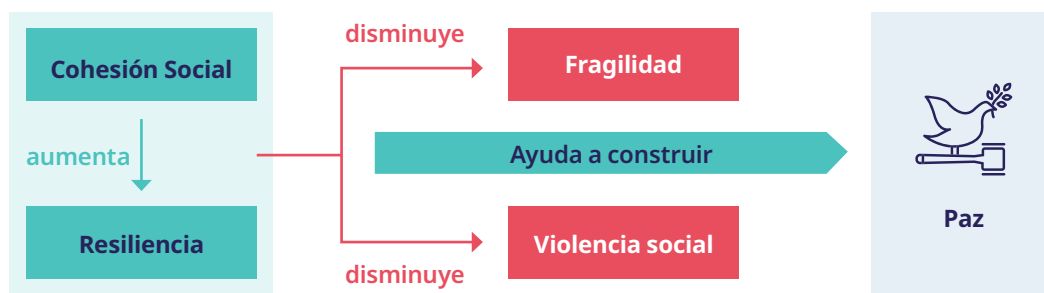 Cohesión Social
aumenta
Resiliencia
disminuye
Fragilidad
Ayuda a construir
Violencia social
disminuye
Paz